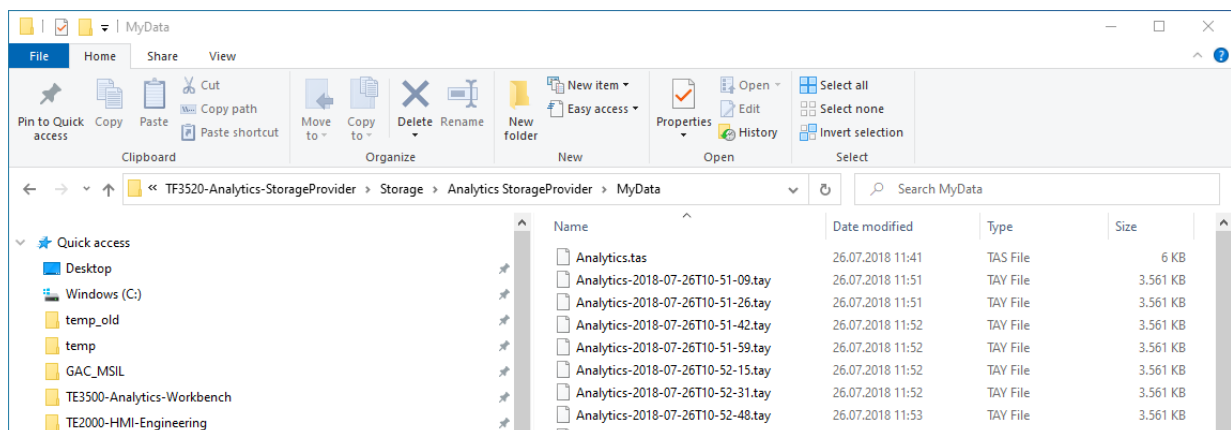 MyData
File Home Share View
Pin to Quick access
Copy
Paste
Cut
Copy path
Paste shortcut
Clipboard
Move to
Copy to
Delete
Rename
Organize
New folder
New item
Easy access
New
Properties
Open
Edit
History
Open
Select all
Select none
Invert selection
Select
« TF3520-Analytics-StorageProvider > Storage > Analytics StorageProvider > MyData
Search MyData
Quick access
Desktop
Windows (C:)
temp_old
temp
GAC_MSIL
TE3500-Analytics-Workbench
TE2000-HMI-Engineering
Name Date modified Type Size
Analytics.tas 26.07.2018 11:41 TAS File 6 KB
Analytics-2018-07-26T10-51-09.tay 26.07.2018 11:51 TAY File 3.561 KB
Analytics-2018-07-26T10-51-26.tay 26.07.2018 11:51 TAY File 3.561 KB
Analytics-2018-07-26T10-51-42.tay 26.07.2018 11:52 TAY File 3.561 KB
Analytics-2018-07-26T10-51-59.tay 26.07.2018 11:52 TAY File 3.561 KB
Analytics-2018-07-26T10-52-15.tay 26.07.2018 11:52 TAY File 3.561 KB
Analytics-2018-07-26T10-52-31.tay 26.07.2018 11:52 TAY File 3.561 KB
Analytics-2018-07-26T10-52-48.tay 26.07.2018 11:53 TAY File 3.561 KB